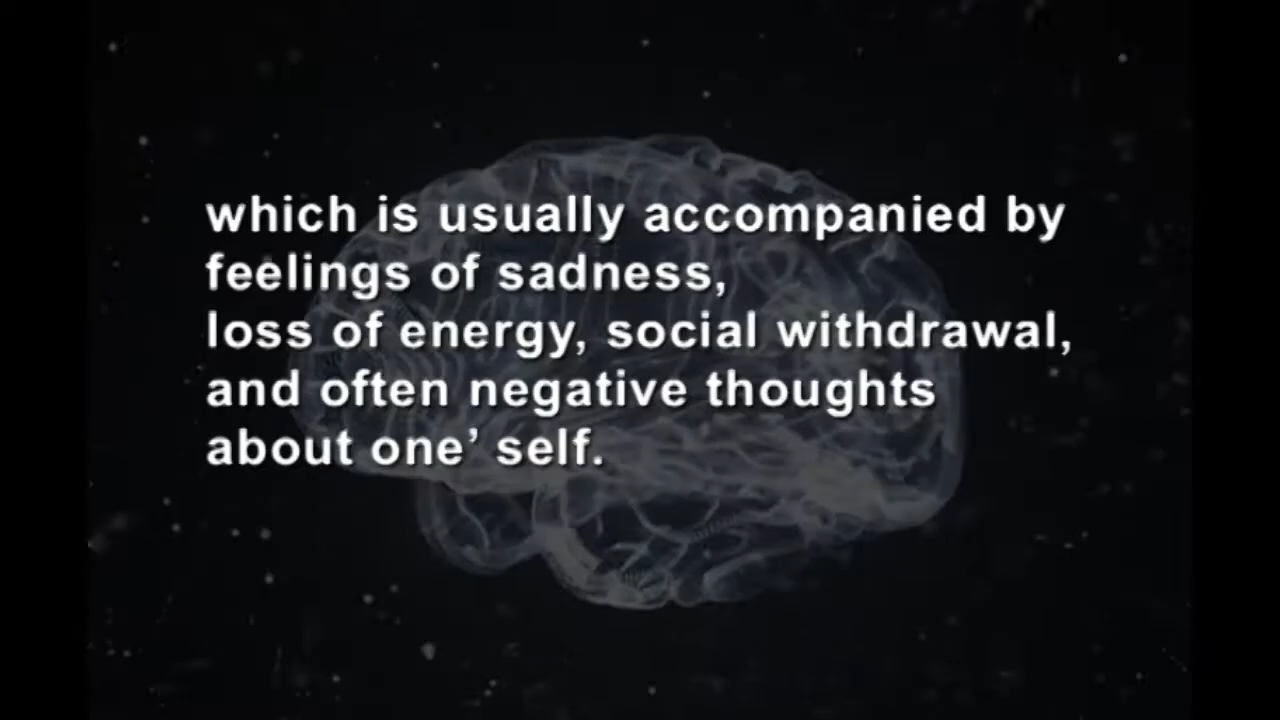 which is usually accompanied by
feelings of sadness,
loss of energy, social withdrawal,
and often negative thoughts
about one’ self.